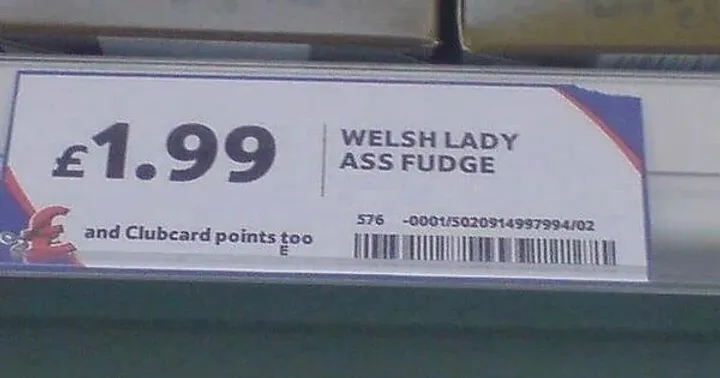 £1.99
WELSH LADY
ASS FUDGE
576 -0001/5020914997994/02
and Clubcard points too
E